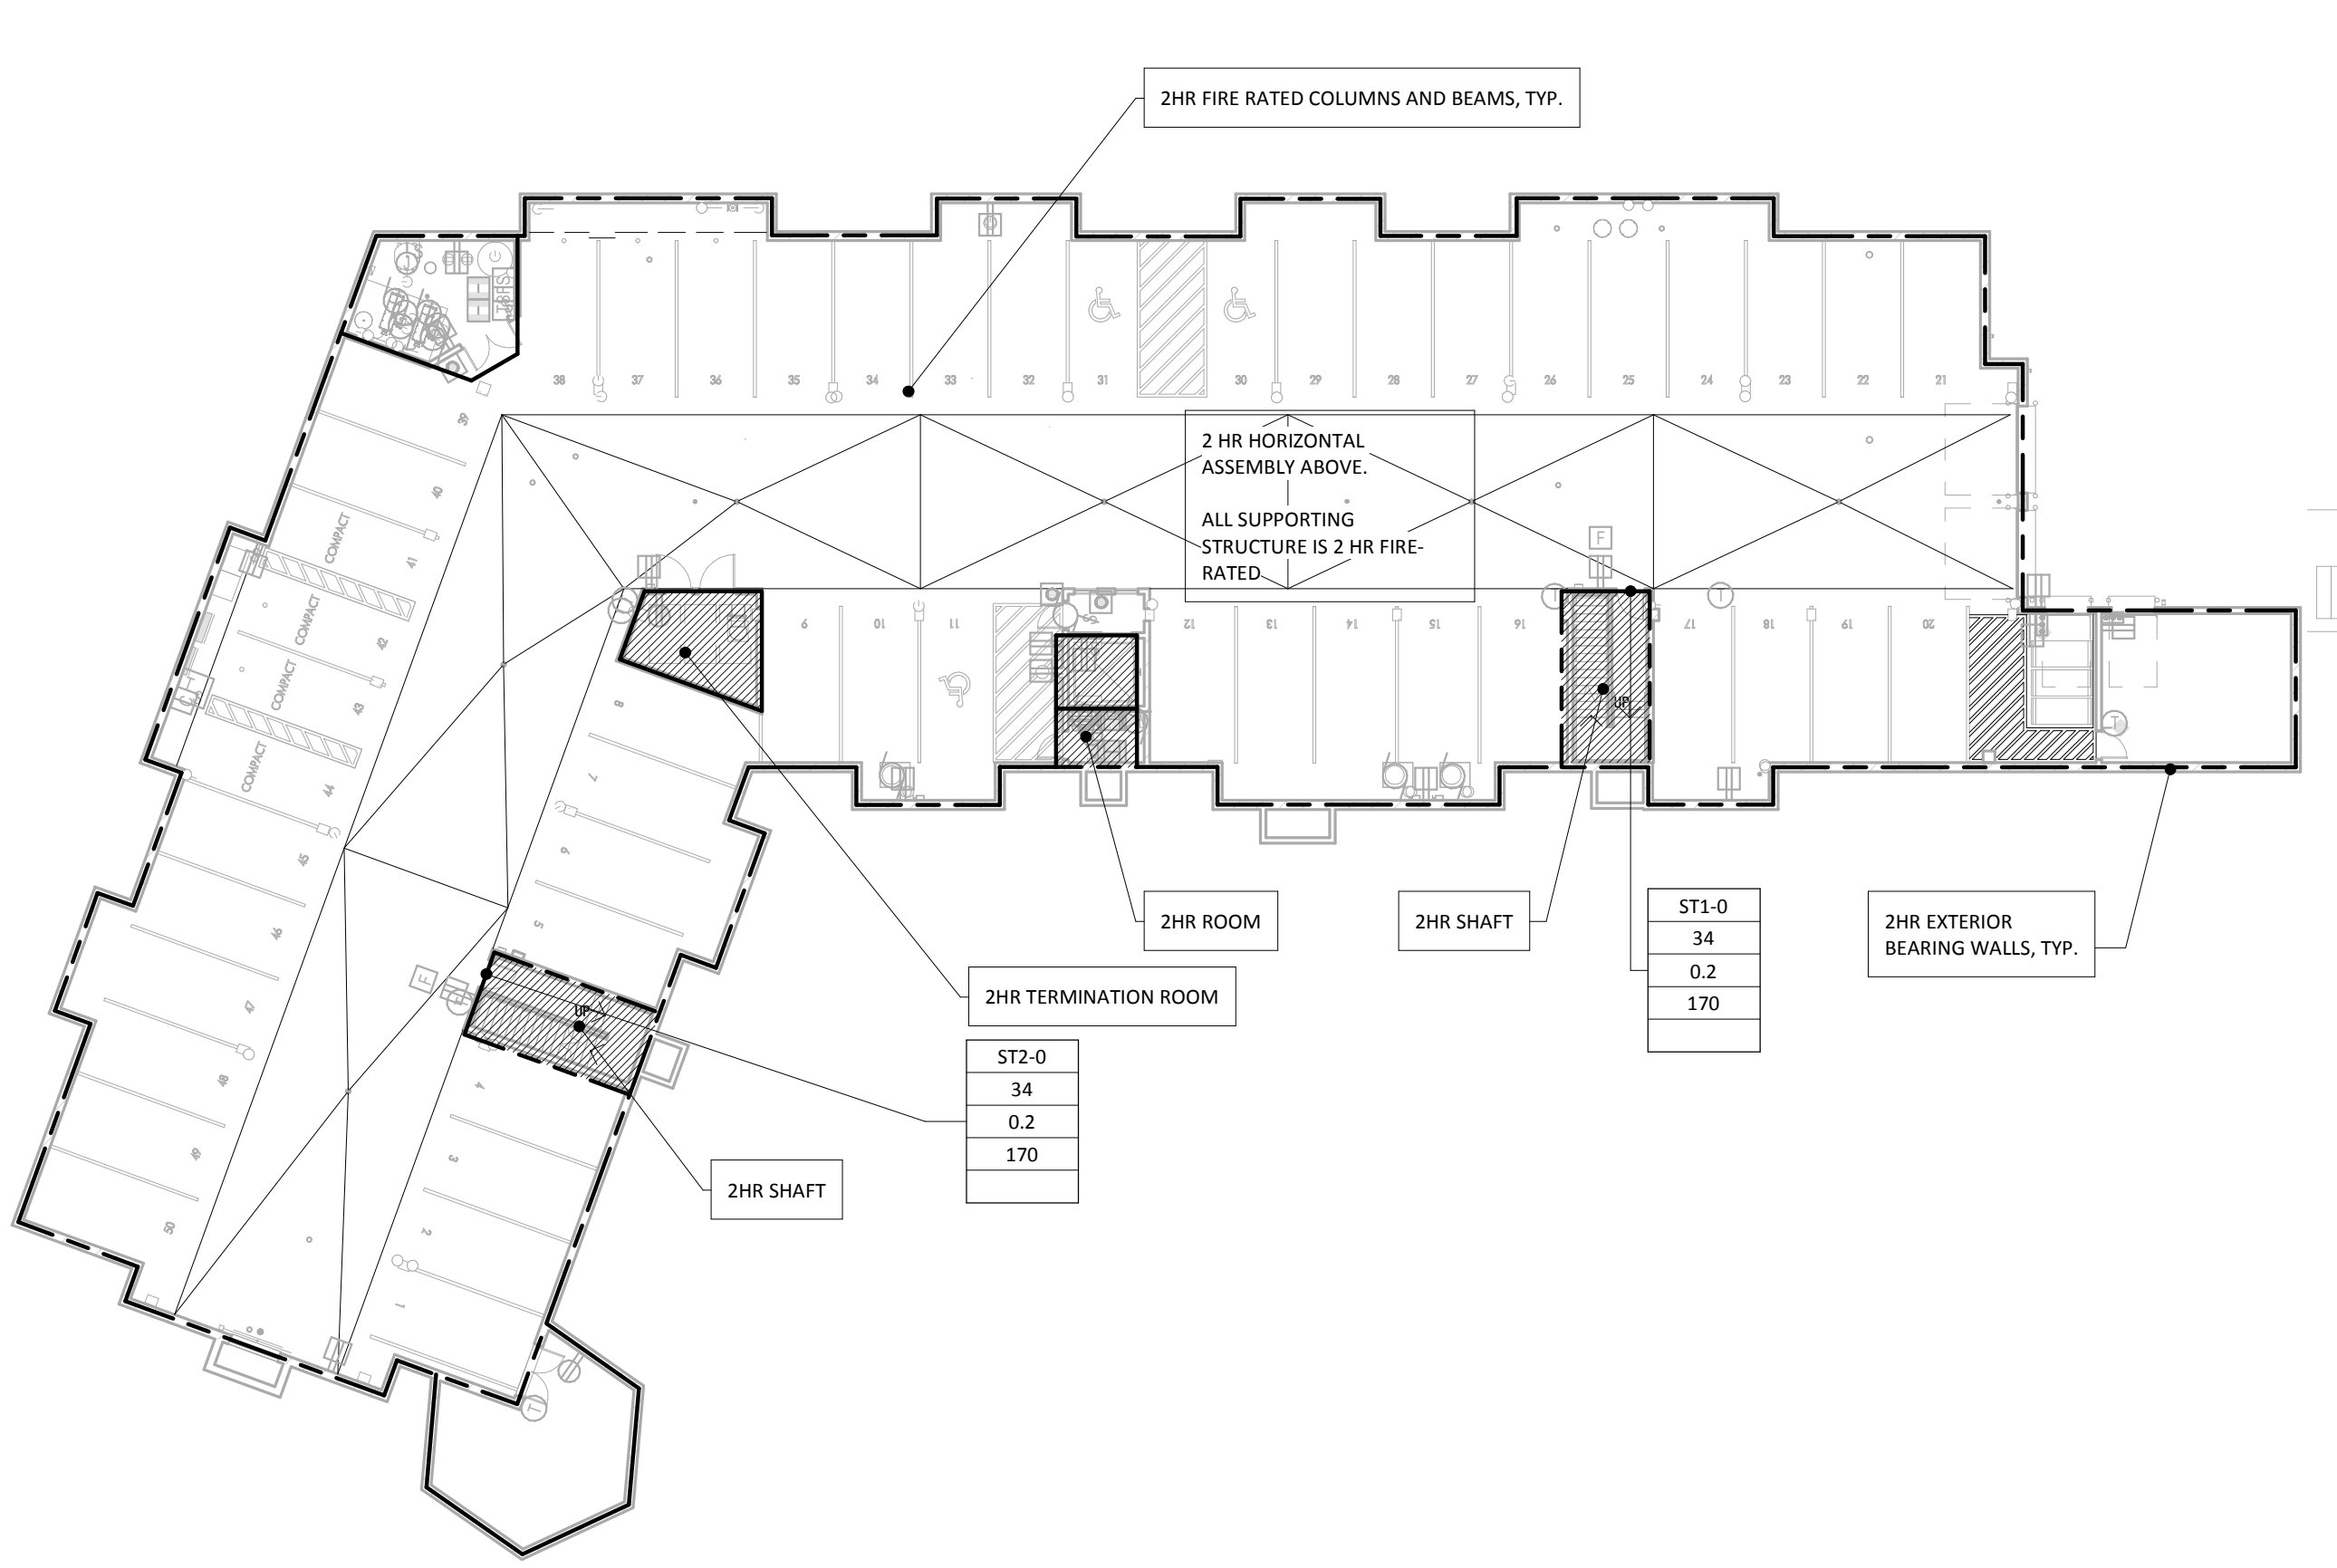 2HR FIRE RATED COLUMNS AND BEAMS, TYP.
38
37
36
35
34
33
32
31
30
29
28
27
26
25
24
23
22
21
39
40
41
42
43
44
45
46
47
48
49
50
COMPACT
COMPACT
COMPACT
COMPACT
2 HR HORIZONTAL
ASSEMBLY ABOVE.
ALL SUPPORTING
STRUCTURE IS 2 HR FIRE-
RATED
F
T
T
T
9
10
11
12
13
14
15
16
17
18
19
20
UP
8
7
6
5
4
3
2
1
F
UP
T
2HR ROOM
2HR SHAFT
ST1-0
34
0.2
170
2HR EXTERIOR
BEARING WALLS, TYP.
2HR TERMINATION ROOM
ST2-0
34
0.2
170
2HR SHAFT